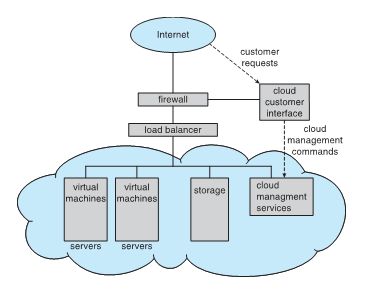 Internet
customer
requests
firewall
cloud
customer
interface
load balancer
cloud
management
commands
virtual
machines
virtual
machines
storage
cloud
managment
services
servers
servers